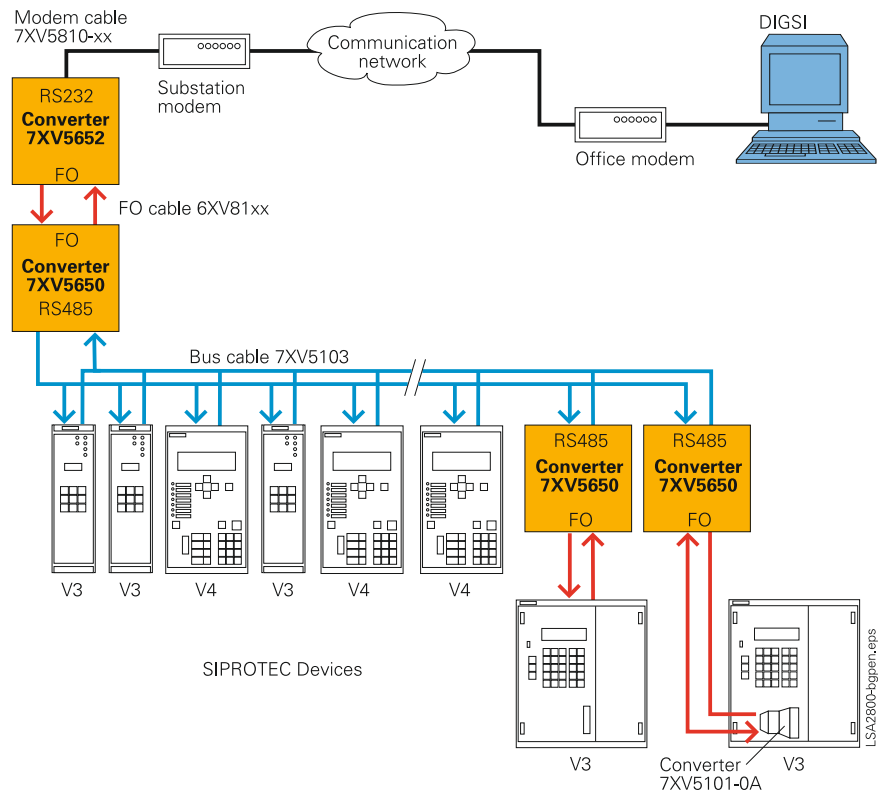 Modem cable
7XV5810-xx
Substation
modem
Communication
network
Office modem
DIGSI
RS232
Converter
7XV5652
FO
FO cable 6XV81xx
FO
Converter
7XV5650
RS485
Bus cable 7XV5103
V3
V3
V4
V3
V4
V4
RS485
Converter
7XV5650
FO
RS485
Converter
7XV5650
FO
SIPROTEC Devices
V3
Converter
7XV5101-0A
V3
LSA2800-bgpen.eps